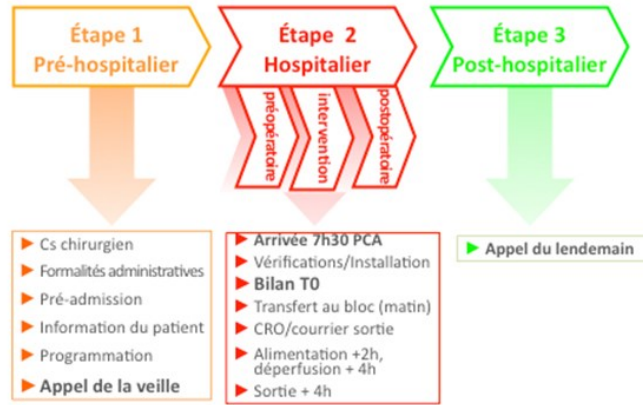 Étape 1
Pré-hospitalier
Étape 2
Hospitalier
Étape 3
Post-hospitalier
préopératoire
intervention
postopératoire
Cs chirurgien
Formalités administratives
Pré-admission
Information du patient
Programmation
Appel de la veille
Arrivée 7h30 PCA
Vérifications/Installation
Bilan T0
Transfert au bloc (matin)
CRO/courrier sortie
Alimentation +2h,
déperfusion + 4h
Sortie + 4h
Appel du lendemain